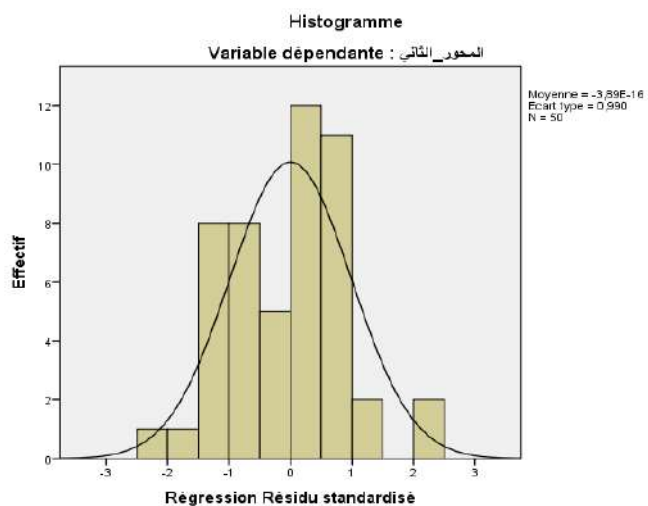 Histogramme
Variable dépendante : المحور_الثاني
Moyenne = -3,89E-16
Ecart type = 0,990
N = 50
12
10
8
6
4
2
0
Effectif
-3 -2 -1 0 1 2 3
Régression Résidu standardisé